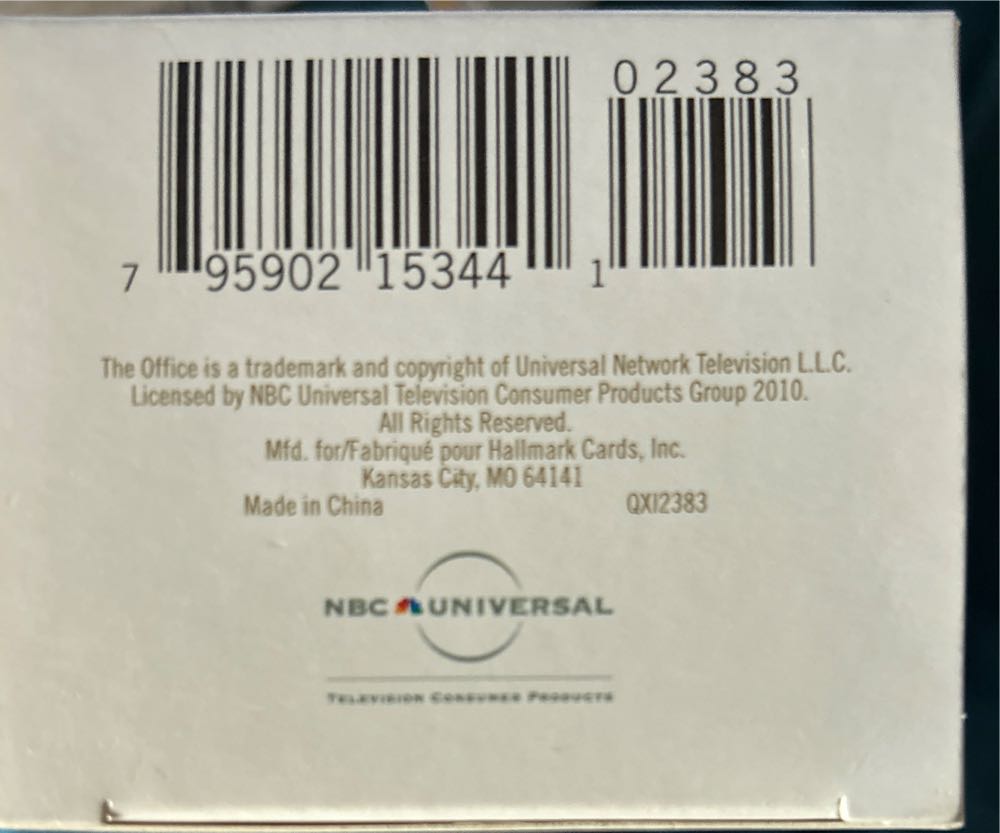 02383
7 95902 15344 1
The Office is a trademark and copyright of Universal Network Television L.L.C.
Licensed by NBC Universal Television Consumer Products Group 2010.
All Rights Reserved.
Mfd. for/Fabriqué pour Hallmark Cards, Inc.
Kansas City, MO 64141
Made in China QXI2383
NBC UNIVERSAL
TELEVISION CONSUMER PRODUCTS